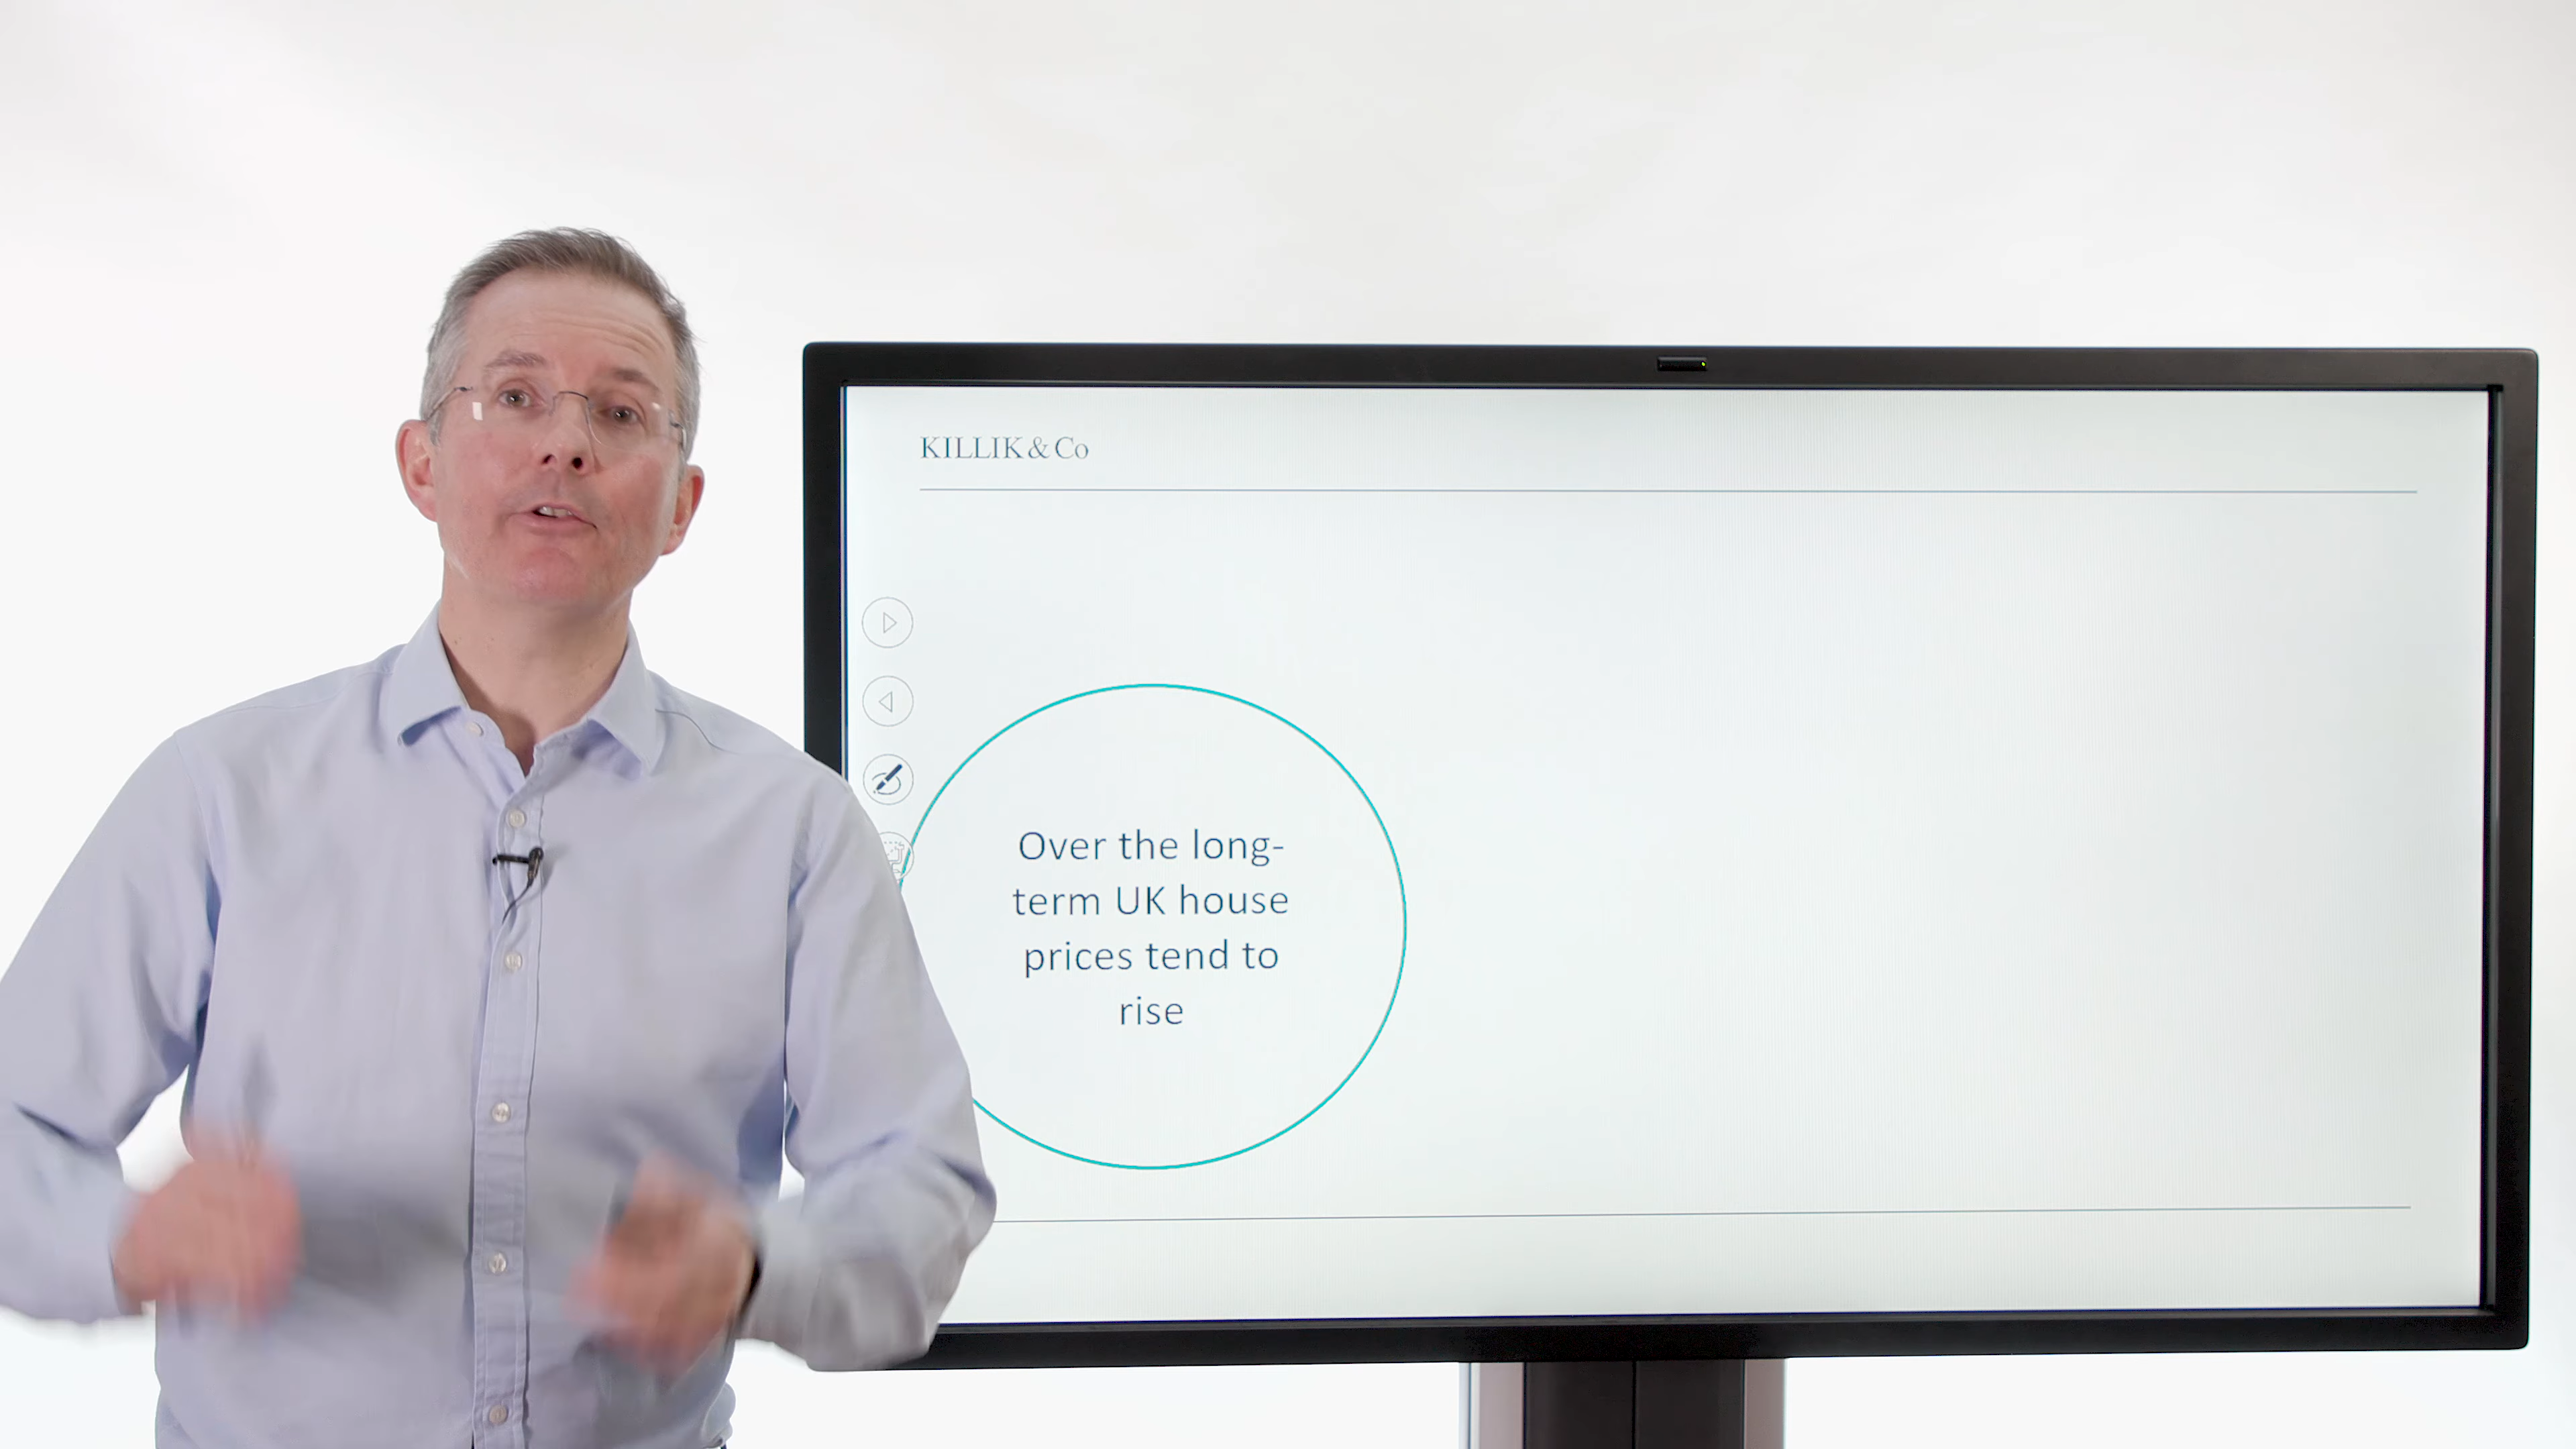 KILLIK & Co
Over the long-
term UK house
prices tend to
rise